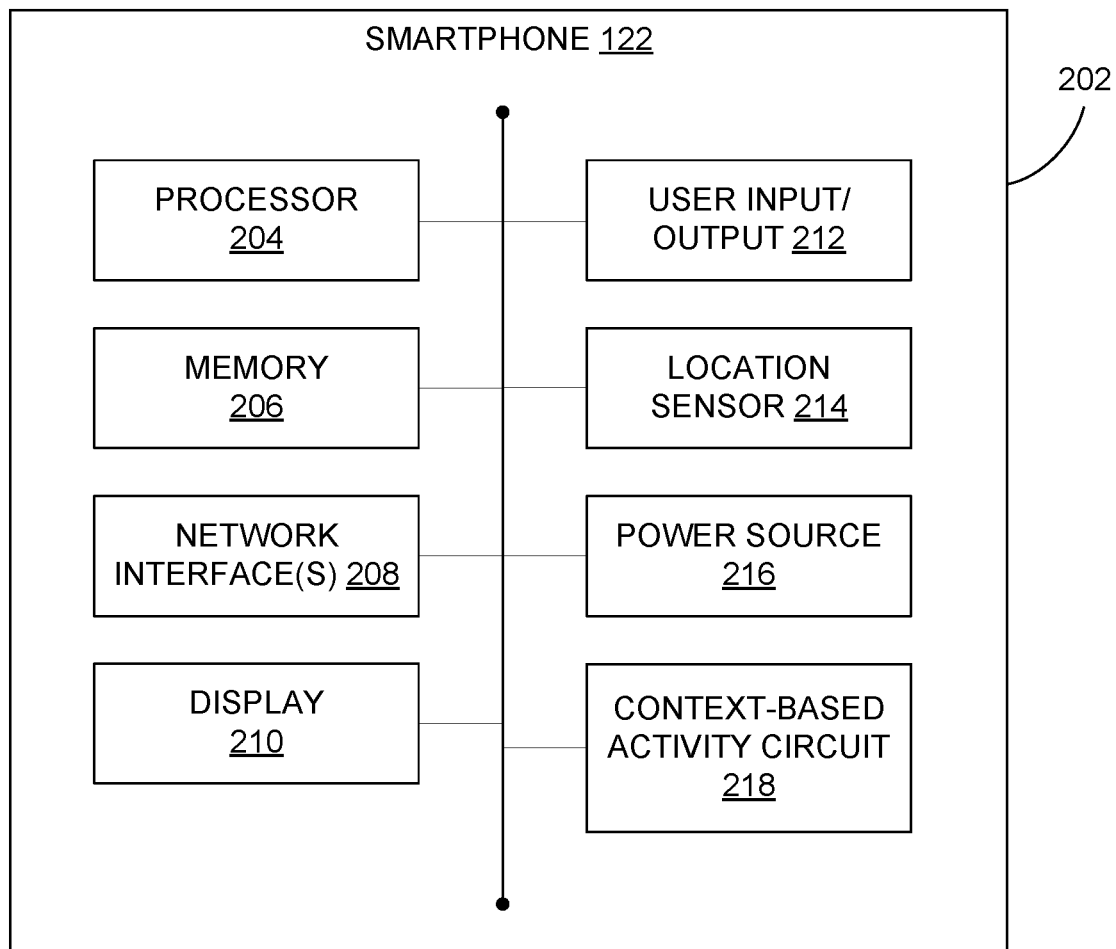 SMARTPHONE 122
202
PROCESSOR
204
USER INPUT/
OUTPUT 212
MEMORY
206
LOCATION
SENSOR 214
NETWORK
INTERFACE(S) 208
POWER SOURCE
216
DISPLAY
210
CONTEXT-BASED
ACTIVITY CIRCUIT
218